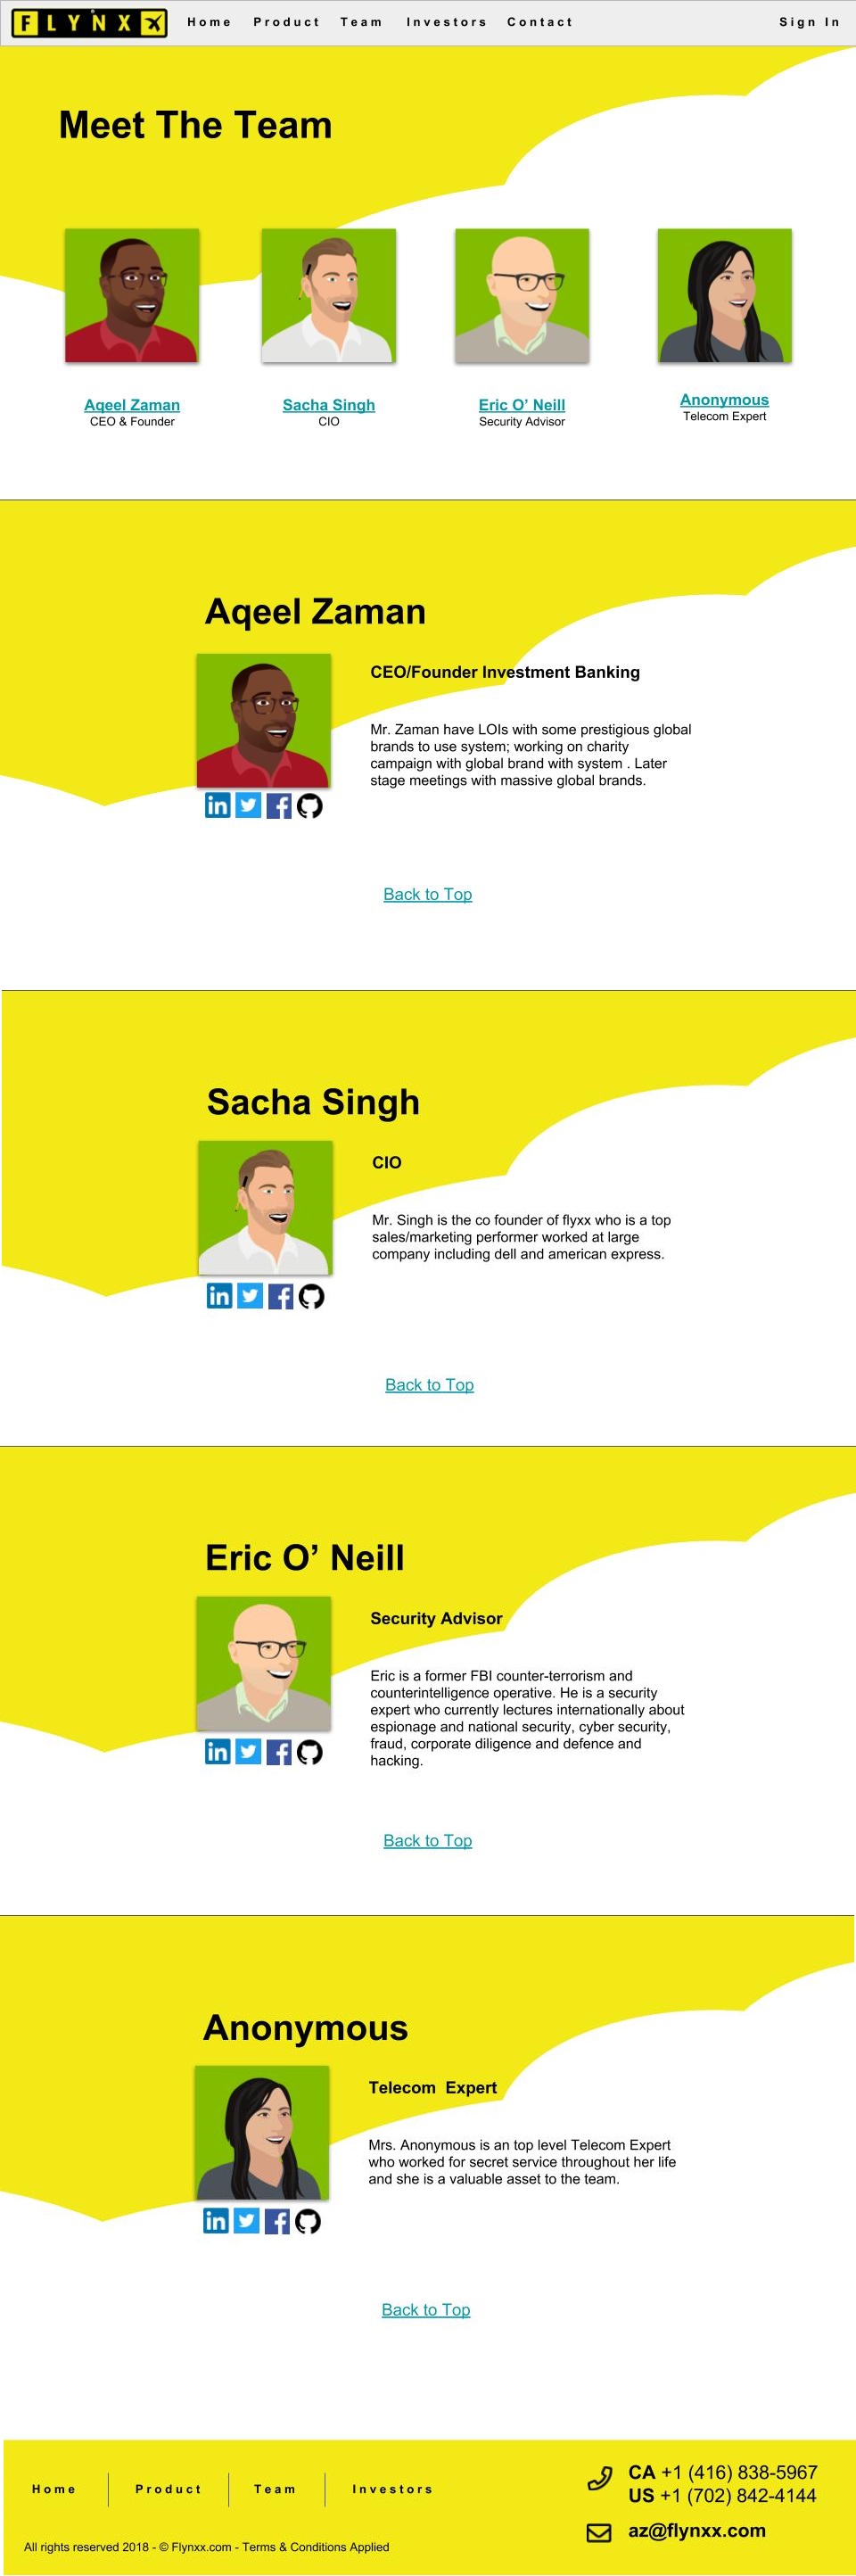 FLYNX
Home Product Team Investors Contact Sign In
Meet The Team
Aqeel Zaman
CEO & Founder
Sacha Singh
CIO
Eric O’ Neill
Security Advisor
Anonymous
Telecom Expert
Aqeel Zaman
CEO/Founder Investment Banking
Mr. Zaman have LOIs with some prestigious global
brands to use system; working on charity
campaign with global brand with system . Later
stage meetings with massive global brands.
in
Back to Top
Sacha Singh
CIO
Mr. Singh is the co founder of flyxx who is a top
sales/marketing performer worked at large
company including dell and american express.
in
Back to Top
Eric O’ Neill
Security Advisor
Eric is a former FBI counter-terrorism and
counterintelligence operative. He is a security
expert who currently lectures internationally about
espionage and national security, cyber security,
fraud, corporate diligence and defence and
hacking.
in
Back to Top
Anonymous
Telecom  Expert
Mrs. Anonymous is an top level Telecom Expert
who worked for secret service throughout her life
and she is a valuable asset to the team.
in
Back to Top
Home Product Team Investors
CA +1 (416) 838-5967
US +1 (702) 842-4144
az@flynxx.com
All rights reserved 2018 - © Flynxx.com - Terms & Conditions Applied